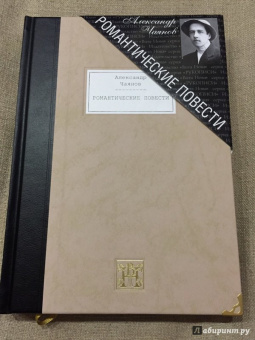 Александр
Чаянов
РОМАНТИЧЕСКИЕ ПОВЕСТИ
Александр
Чаянов
РОМАНТИЧЕСКИЕ ПОВЕСТИ
© Лабиринт.ру